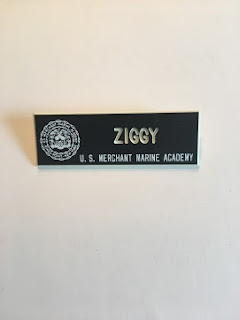 ZIGGY
U. S. MERCHANT MARINE ACADEMY